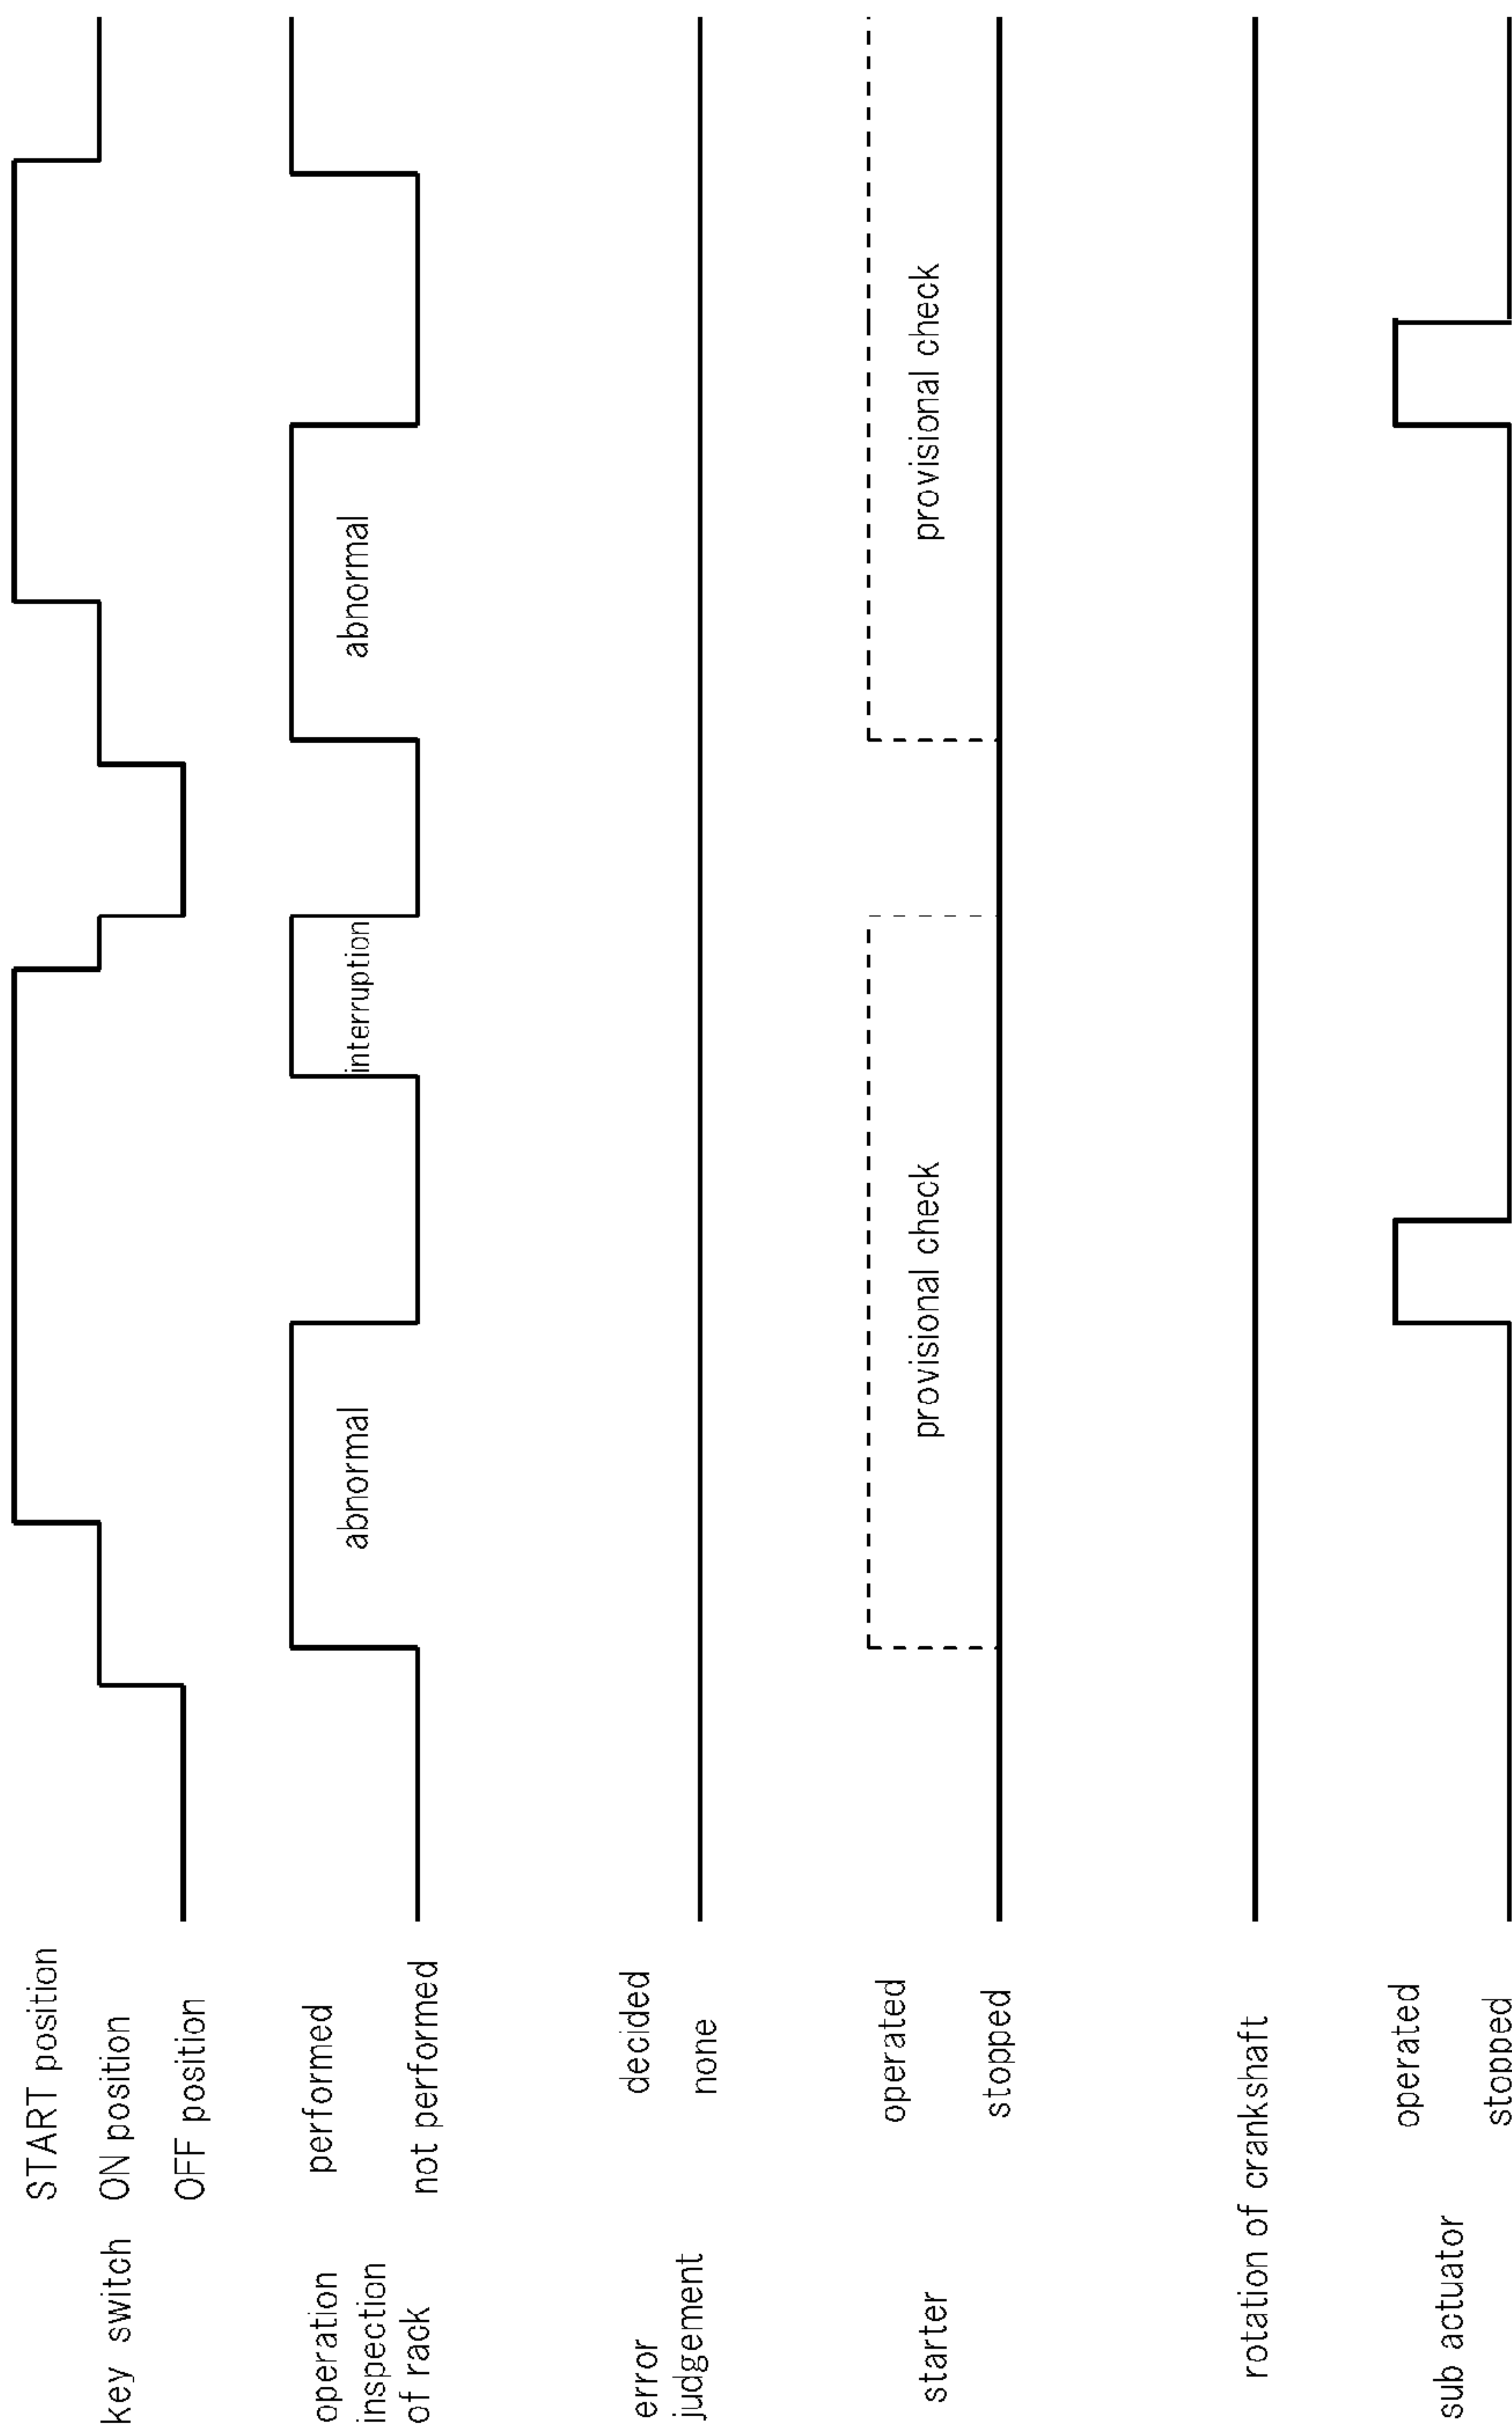 key switch
START position
ON position
OFF position
operation
inspection
of rack
performed
not performed
abnormal
interruption
abnormal
error
judgement
decided
none
starter
operated
stopped
provisional check
provisional check
rotation of crankshaft
sub actuator
operated
stopped